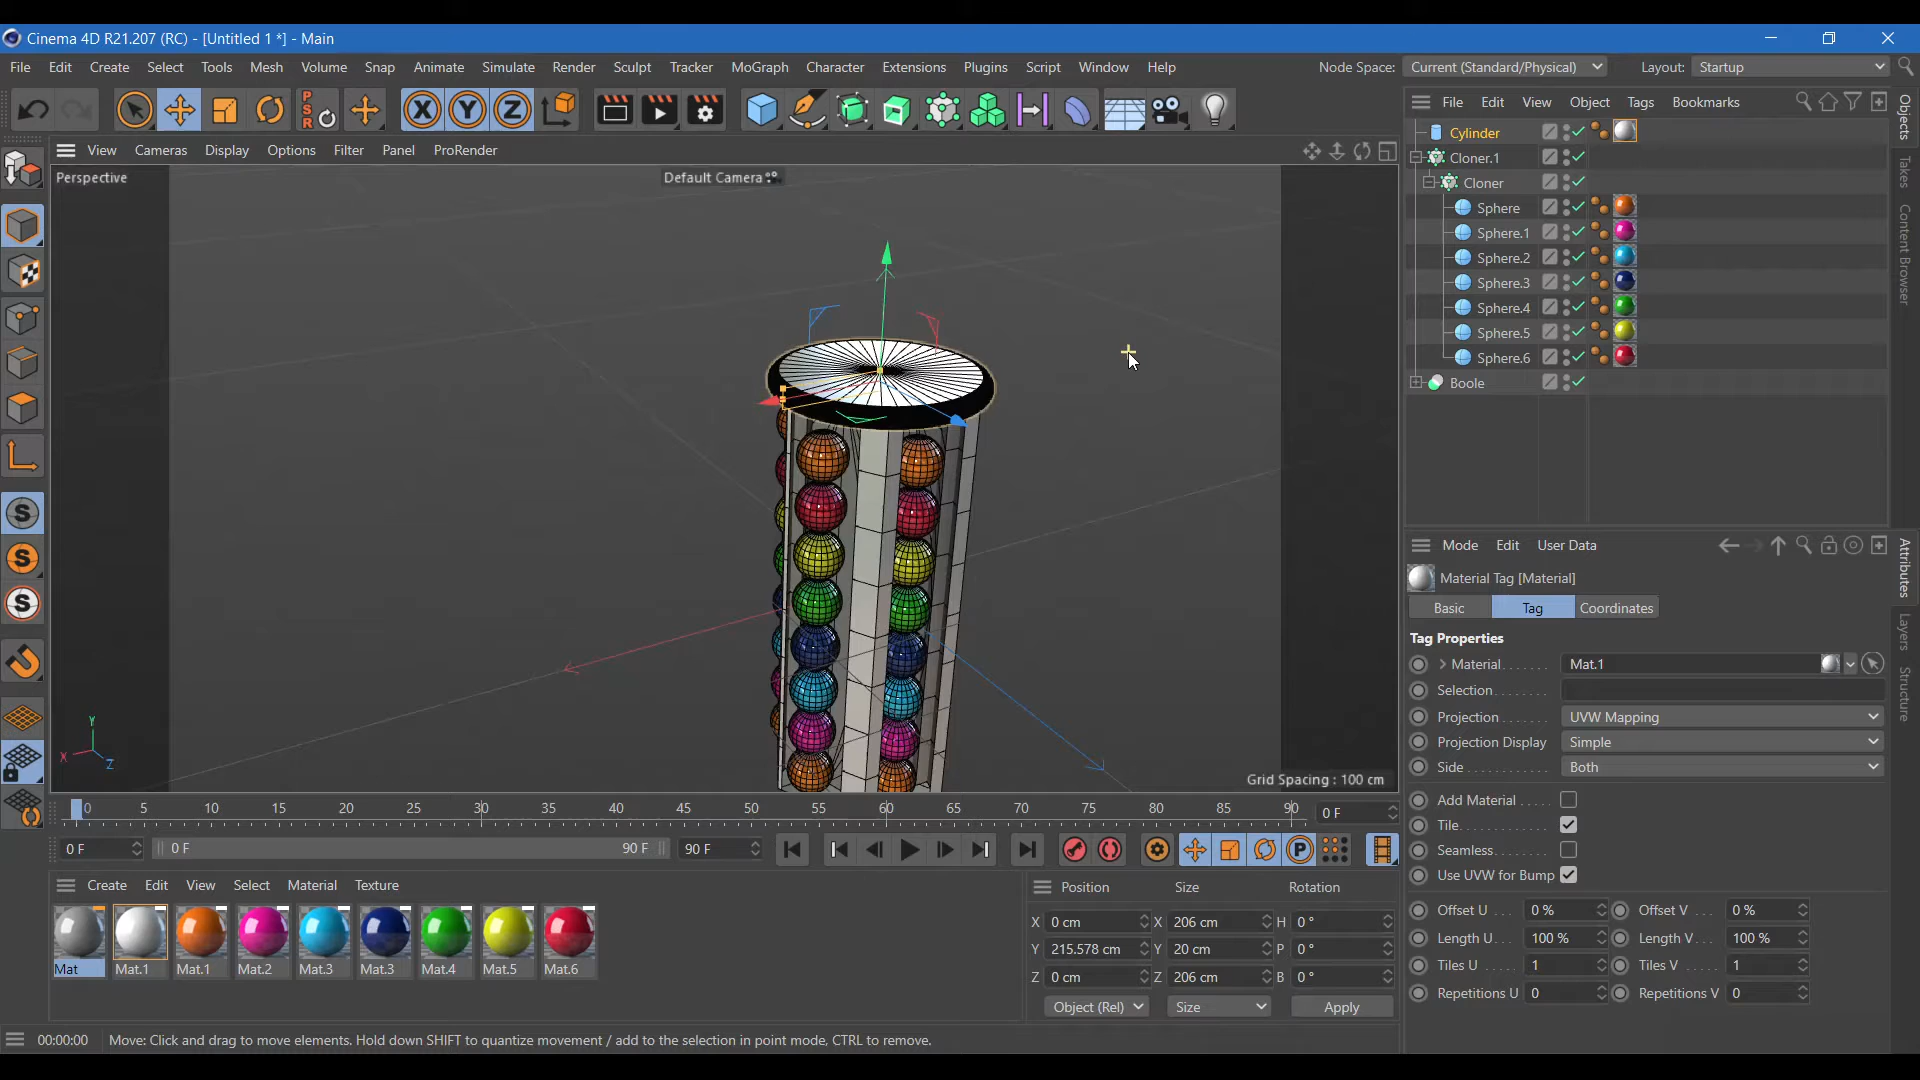 Cinema 4D R21.207 (RC) - [Untitled 1 *] - Main
File Edit Create Select Tools Mesh Volume Snap Animate Simulate Render Sculpt Tracker MoGraph Character Extensions Plugins Script Window Help Node Space: Current (Standard/Physical) Layout: Startup
PSR X Y Z
File Edit View Object Tags Bookmarks
View Cameras Display Options Filter Panel ProRender
Perspective
Default Camera
Cylinder
Cloner.1
Cloner
Sphere
Sphere.1
Sphere.2
Sphere.3
Sphere.4
Sphere.5
Sphere.6
Boole
Objects
Takes
Content Browser
Y
X
Z
Grid Spacing : 100 cm
Mode Edit User Data
Material Tag [Material]
Basic Tag Coordinates
Tag Properties
Material Mat.1
Selection
Projection UVW Mapping
Projection Display Simple
Side Both
Add Material
Tile
Seamless
Use UVW for Bump
Offset U 0 % Offset V 0 %
Length U 100 % Length V 100 %
Tiles U 1 Tiles V 1
Repetitions U 0 Repetitions V 0
Attributes
Layers
Structure
S
S
S
0 5 10 15 20 25 30 35 40 45 50 55 60 65 70 75 80 85 90 0 F
0 F 0 F 90 F 90 F
P
Create Edit View Select Material Texture
Mat Mat.1 Mat.1 Mat.2 Mat.3 Mat.3 Mat.4 Mat.5 Mat.6
Position Size Rotation
X 0 cm X 206 cm H 0 °
Y 215.578 cm Y 20 cm P 0 °
Z 0 cm Z 206 cm B 0 °
Object (Rel) Size Apply
00:00:00 Move: Click and drag to move elements. Hold down SHIFT to quantize movement / add to the selection in point mode, CTRL to remove.